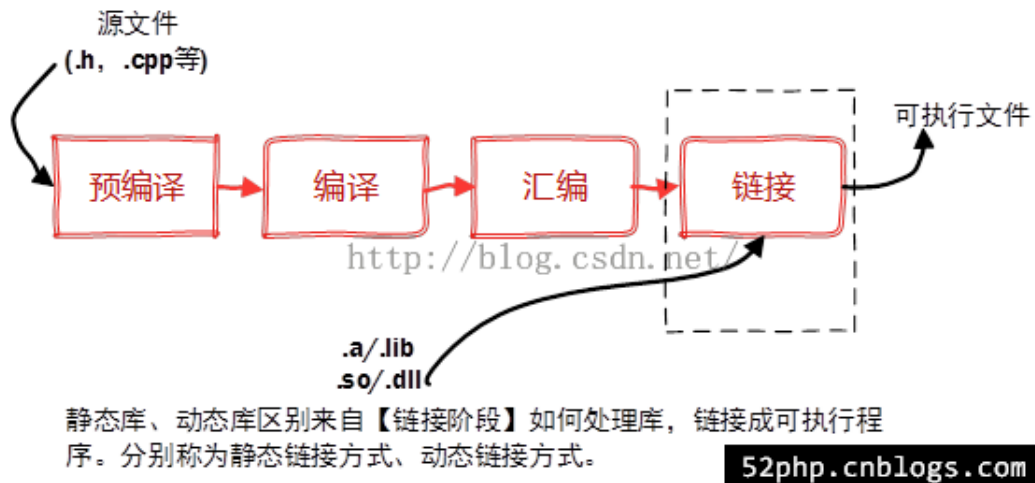 源文件
(.h，.cpp等)
可执行文件
预编译
编译
汇编
链接
http://blog.csdn.net/
.a/.lib
.so/.dll
静态库、动态库区别来自【链接阶段】如何处理库，链接成可执行程
序。分别称为静态链接方式、动态链接方式。
52php.cnblogs.com